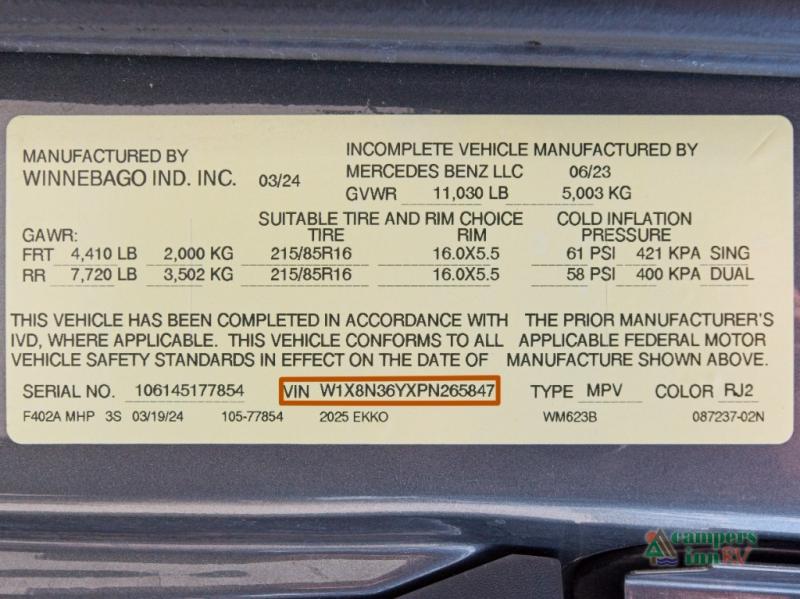 MANUFACTURED BY
WINNEBAGO IND. INC. 03/24
INCOMPLETE VEHICLE MANUFACTURED BY
MERCEDES BENZ LLC 06/23
GVWR 11,030 LB 5,003 KG
SUITABLE TIRE AND RIM CHOICE COLD INFLATION
GAWR: TIRE RIM PRESSURE
FRT 4,410 LB 2,000 KG 215/85R16 16.0X5.5 61 PSI 421 KPA SING
RR 7,720 LB 3,502 KG 215/85R16 16.0X5.5 58 PSI 400 KPA DUAL
THIS VEHICLE HAS BEEN COMPLETED IN ACCORDANCE WITH THE PRIOR MANUFACTURER'S
IVD, WHERE APPLICABLE. THIS VEHICLE CONFORMS TO ALL APPLICABLE FEDERAL MOTOR
VEHICLE SAFETY STANDARDS IN EFFECT ON THE DATE OF MANUFACTURE SHOWN ABOVE.
SERIAL NO. 106145177854 VIN W1X8N36YXPN265847 TYPE MPV COLOR RJ2
F402A MHP 3S 03/19/24 105-77854 2025 EKKO WM623B 087237-02N
campers
inn RV